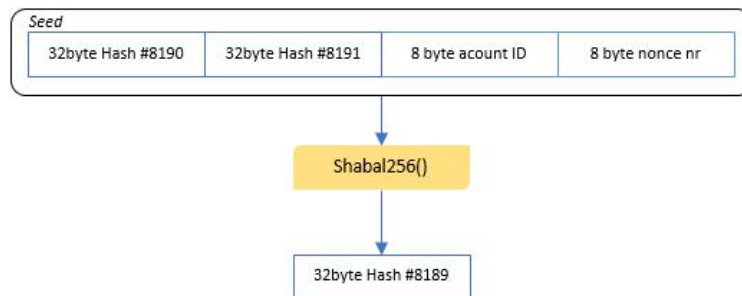 Seed
32byte Hash #8190 32byte Hash #8191 8 byte acount ID 8 byte nonce nr
Shabal256()
32byte Hash #8189